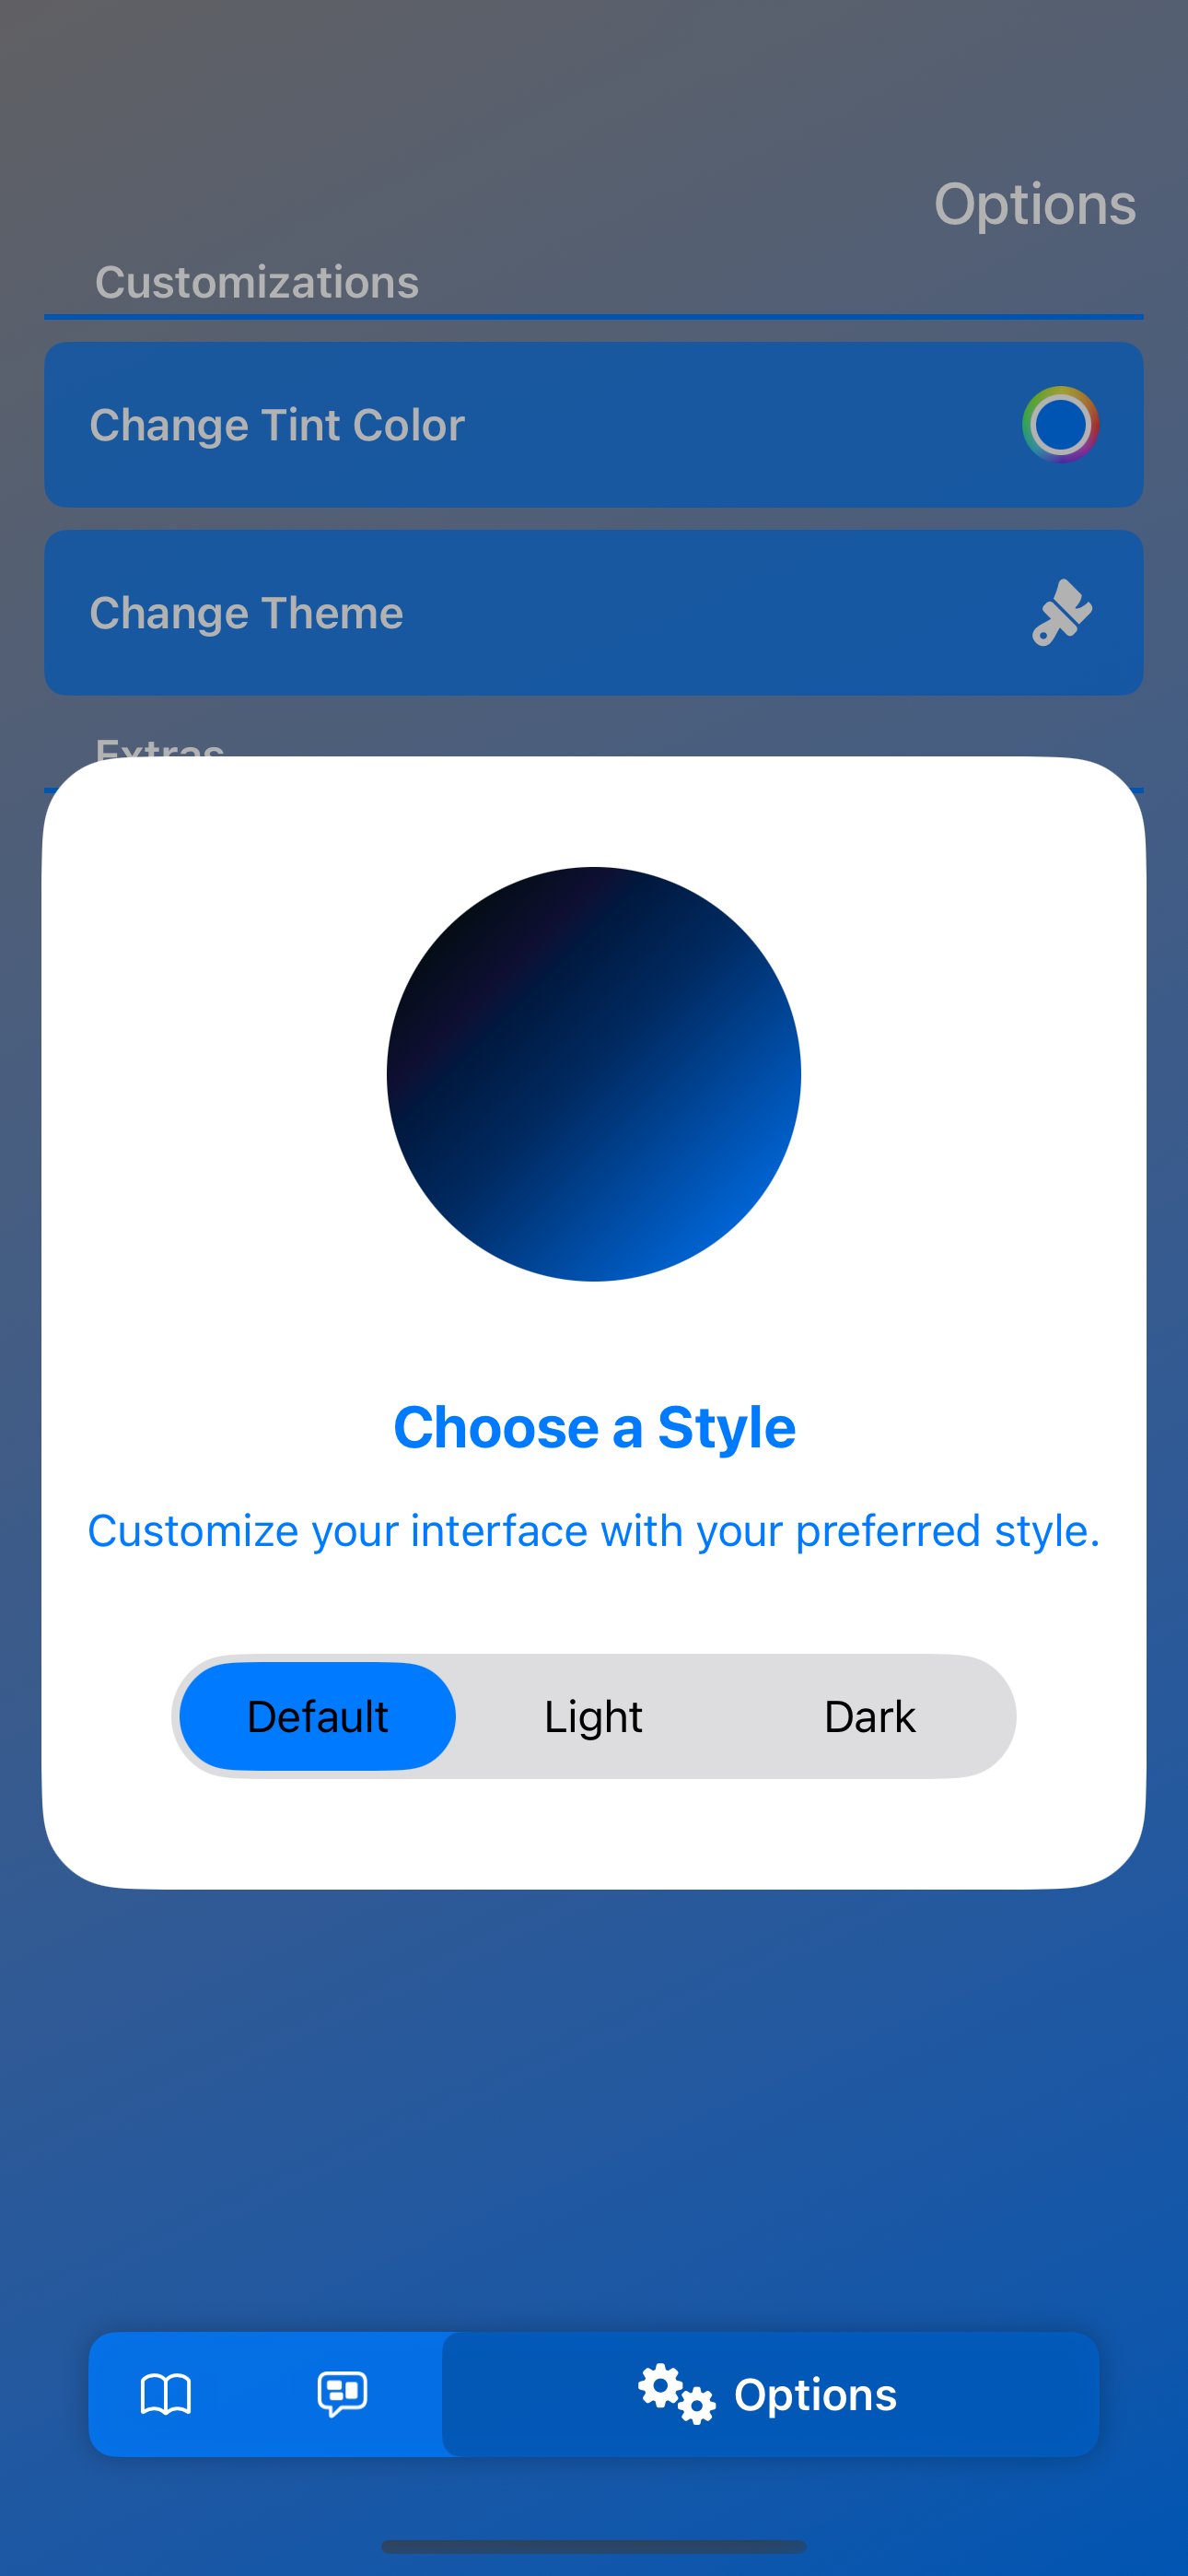 Options
Customizations
Change Tint Color
Change Theme
Extras
Choose a Style
Customize your interface with your preferred style.
Default Light Dark
Options